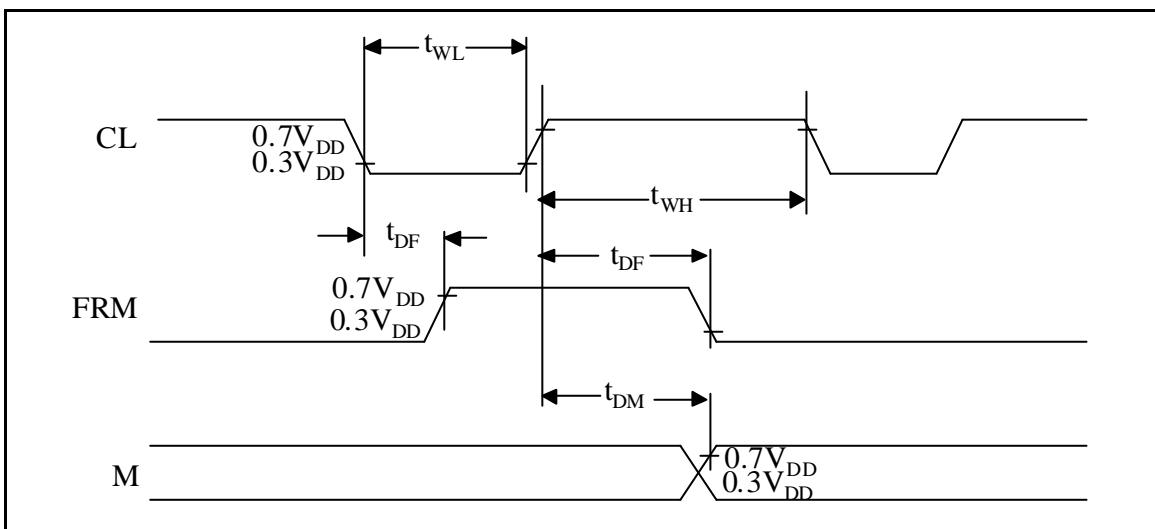 t_WL
CL
0.7V_DD
0.3V_DD
t_WH
t_DF
t_DF
0.7V_DD
FRM
0.3V_DD
t_DM
M
0.7V_DD
0.3V_DD